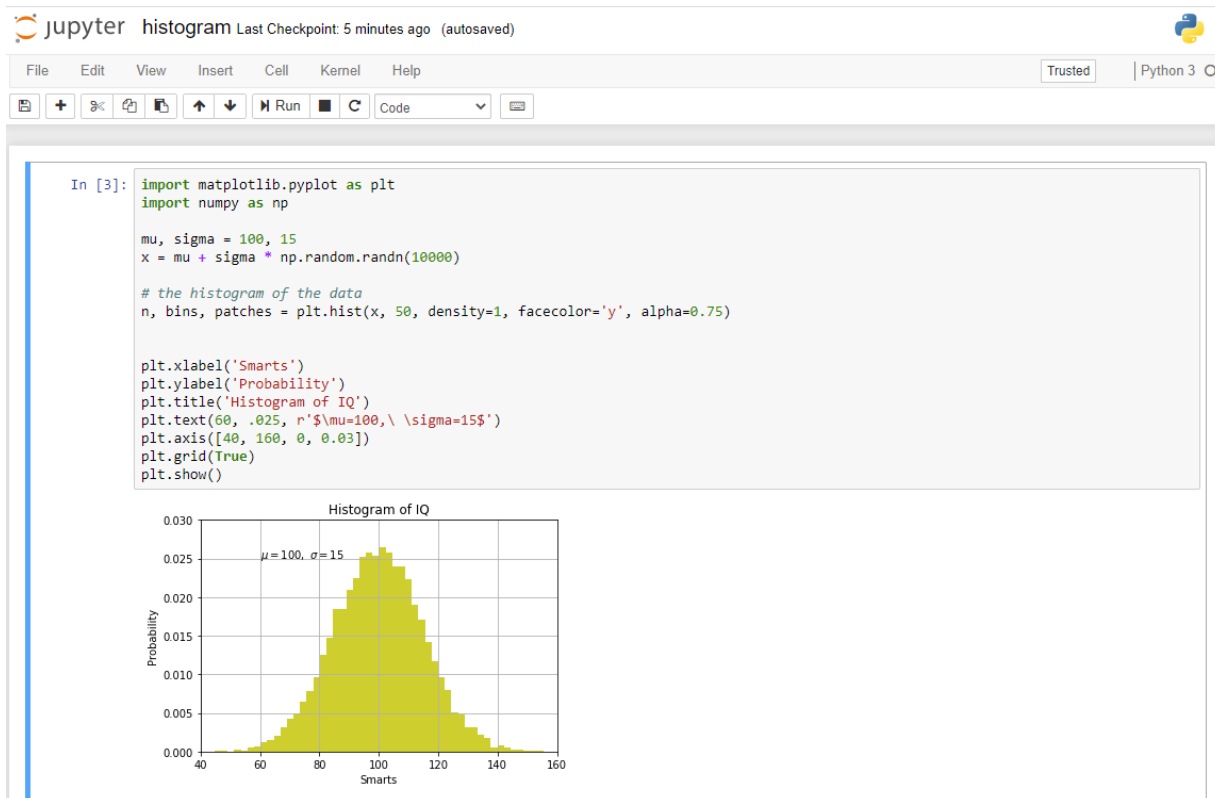 jupyter histogram Last Checkpoint: 5 minutes ago (autosaved)
File Edit View Insert Cell Kernel Help Trusted Python 3
Run Code
In [3]: import matplotlib.pyplot as plt
import numpy as np
mu, sigma = 100, 15
x = mu + sigma * np.random.randn(10000)
# the histogram of the data
n, bins, patches = plt.hist(x, 50, density=1, facecolor='y', alpha=0.75)
plt.xlabel('Smarts')
plt.ylabel('Probability')
plt.title('Histogram of IQ')
plt.text(60, .025, r'$\mu=100,\ \sigma=15$')
plt.axis([40, 160, 0, 0.03])
plt.grid(True)
plt.show()
Histogram of IQ
0.030
μ=100, σ=15
0.025
0.020
0.015
0.010
0.005
0.000
Probability
40 60 80 100 120 140 160
Smarts